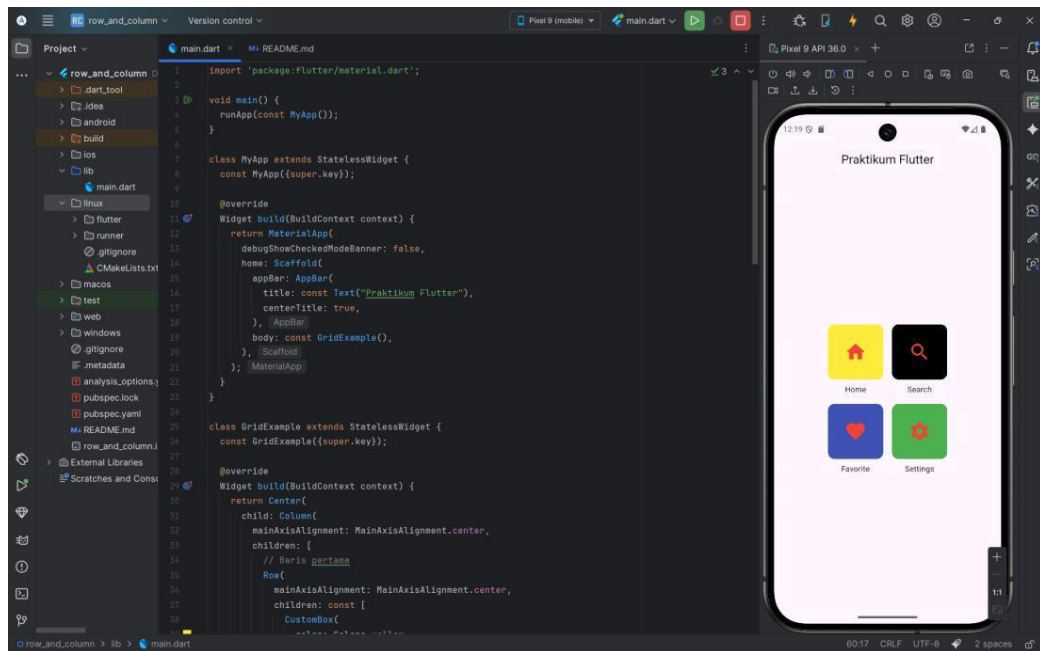 RC row_and_column
Version control
Pixel 9 (mobile)
main.dart
Project
main.dart
README.md
Pixel 9 API 36.0
row_and_column
.dart_tool
.idea
android
build
ios
lib
main.dart
linux
flutter
runner
.gitignore
CMakeLists.txt
macos
test
web
windows
.gitignore
.metadata
analysis_options.y
pubspec.lock
pubspec.yaml
README.md
row_and_column.i
External Libraries
Scratches and Conso
3
1 import 'package:flutter/material.dart';
2
3 void main() {
4 runApp(const MyApp());
5 }
6
7 class MyApp extends StatelessWidget {
8 const MyApp({super.key});
9
10 @override
11 Widget build(BuildContext context) {
12 return MaterialApp(
13 debugShowCheckedModeBanner: false,
14 home: Scaffold(
15 appBar: AppBar(
16 title: const Text("Praktikum Flutter"),
17 centerTitle: true,
18 ), AppBar
19 body: const GridExample(),
20 ), Scaffold
21 ); MaterialApp
22 }
23 }
24
25 class GridExample extends StatelessWidget {
26 const GridExample({super.key});
27
28 @override
29 Widget build(BuildContext context) {
30 return Center(
31 child: Column(
32 mainAxisAlignment: MainAxisAlignment.center,
33 children: [
34 // Baris pertama
35 Row(
36 mainAxisAlignment: MainAxisAlignment.center,
37 children: const [
38 CustomBox(
12:19
Praktikum Flutter
Home
Search
Favorite
Settings
1:1
row_and_column > lib > main.dart
60:17 CRLF UTF-8 2 spaces